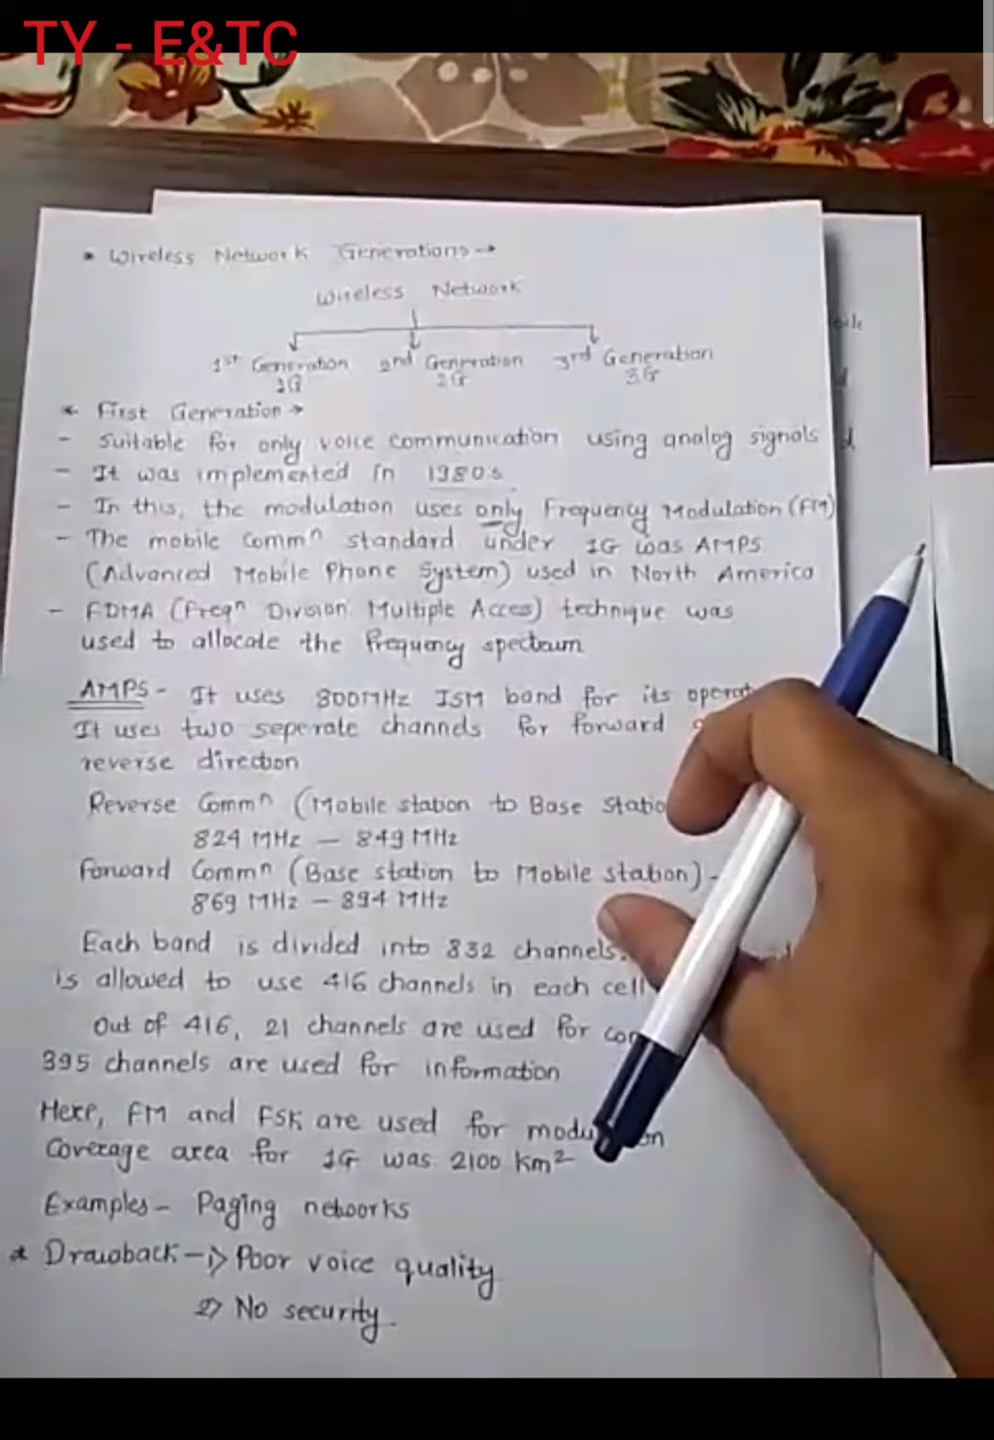 TY - E&TC
* Wireless Network Generations →
Wireless Network
1st Generation 2nd Generation 3rd Generation
1G 2G 3G
* First Generation →
- Suitable for only voice communication using analog signals
- It was implemented in 1980s
- In this, the modulation uses only Frequency Modulation (FM)
- The mobile Commⁿ standard under 1G was AMPS
(Advanced Mobile Phone System) used in North America
- FDMA (Freqⁿ Division Multiple Acces) technique was
used to allocate the frequency spectrum
AMPS - It uses 800MHz ISM band for its
It uses two seperate channels for forward
reverse direction
Reverse Commⁿ (Mobile station to Base
824 MHz - 849 MHz
Forward Commⁿ (Base station to Mobile station) -
869 MHz - 894 MHz
Each band is divided into 832 channels.
is allowed to use 416 channels in each cell
Out of 416, 21 channels are used for
395 channels are used for information
Here, FM and FSK are used for
Coverage area for 1G was 2100 Km²
Examples - Paging networks
* Drawback - 1) Poor voice quality
2) No security.